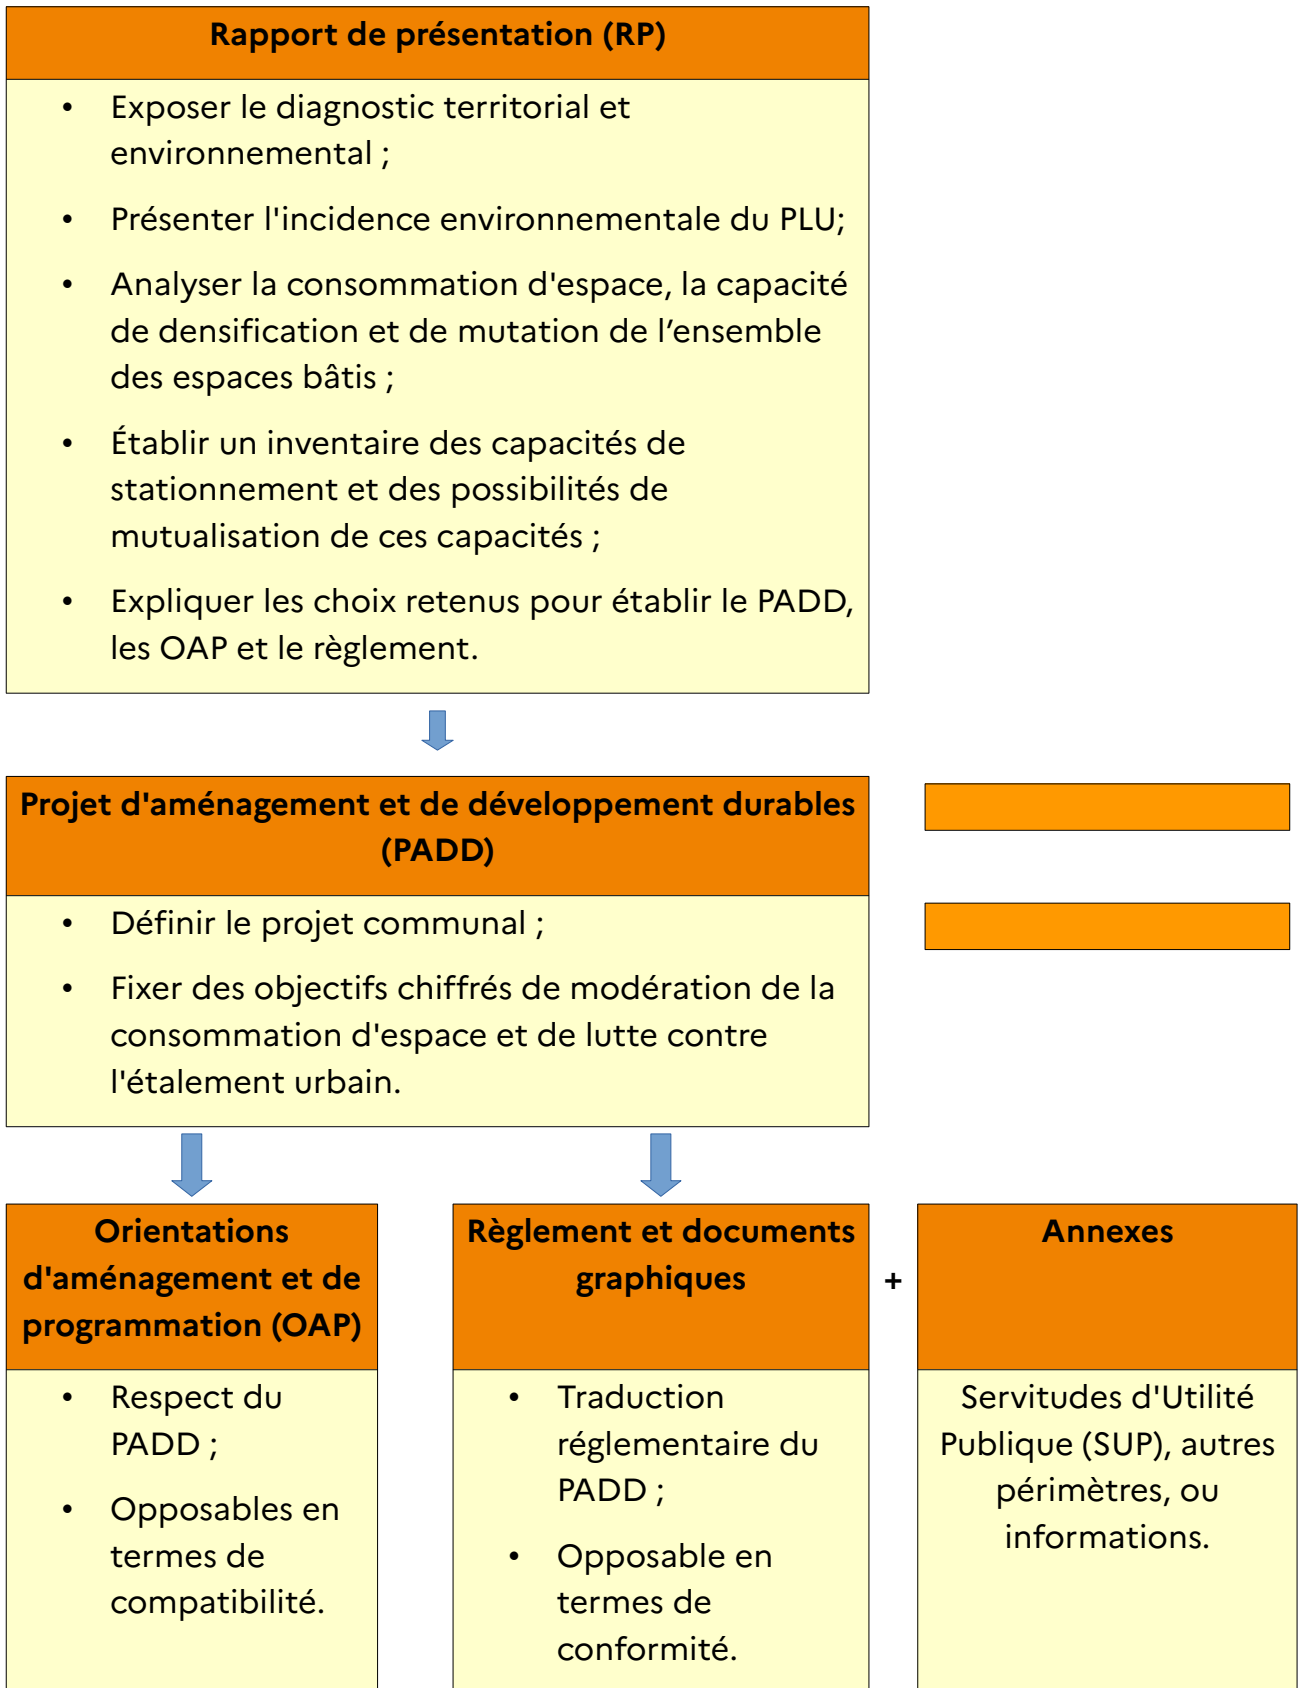 Rapport de présentation (RP)
• Exposer le diagnostic territorial et
environnemental ;
• Présenter l'incidence environnementale du PLU;
• Analyser la consommation d'espace, la capacité
de densification et de mutation de l’ensemble
des espaces bâtis ;
• Établir un inventaire des capacités de
stationnement et des possibilités de
mutualisation de ces capacités ;
• Expliquer les choix retenus pour établir le PADD,
les OAP et le règlement.
Projet d'aménagement et de développement durables
(PADD)
• Définir le projet communal ;
• Fixer des objectifs chiffrés de modération de la
consommation d'espace et de lutte contre
l'étalement urbain.
Orientations
d'aménagement et de
programmation (OAP)
• Respect du
PADD ;
• Opposables en
termes de
compatibilité.
Règlement et documents
graphiques
• Traduction
réglementaire du
PADD ;
• Opposable en
termes de
conformité.
+
Annexes
Servitudes d'Utilité
Publique (SUP), autres
périmètres, ou
informations.